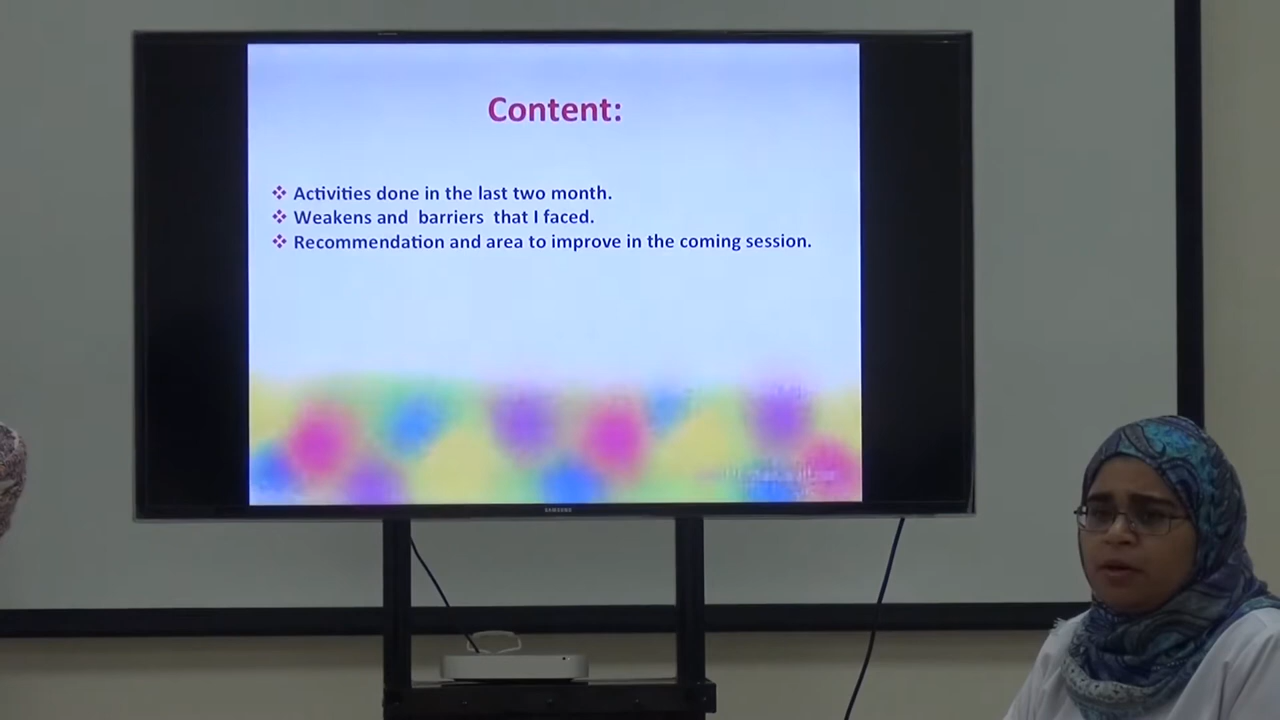 Content:
Activities done in the last two month.
Weakens and barriers that I faced.
Recommendation and area to improve in the coming session.
SAMSUNG